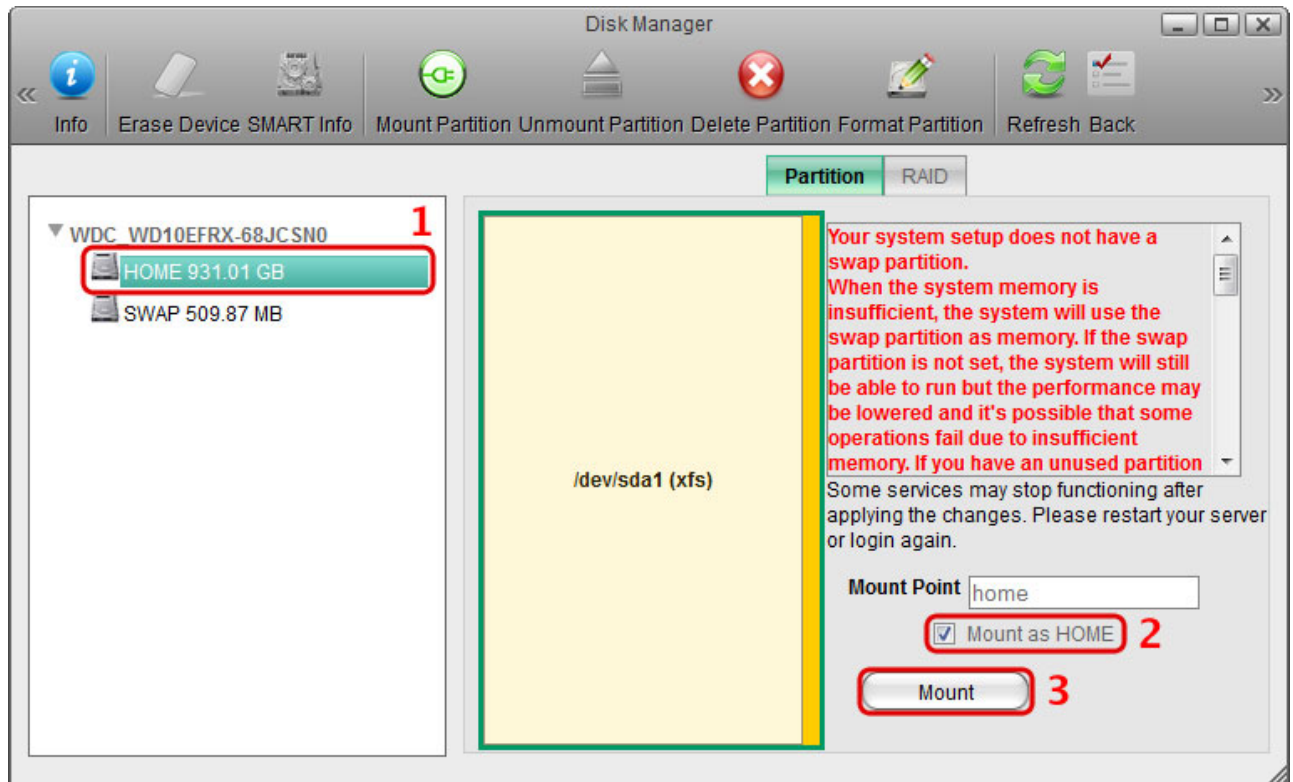 Disk Manager
Info
Erase Device
SMART Info
Mount Partition
Unmount Partition
Delete Partition
Format Partition
Refresh
Back
Partition
RAID
WDC_WD10EFRX-68JCSN0
1
HOME 931.01 GB
SWAP 509.87 MB
/dev/sda1 (xfs)
Your system setup does not have a
swap partition.
When the system memory is
insufficient, the system will use the
swap partition as memory. If the swap
partition is not set, the system will still
be able to run but the performance may
be lowered and it's possible that some
operations fail due to insufficient
memory. If you have an unused partition
Some services may stop functioning after
applying the changes. Please restart your server
or login again.
Mount Point
home
Mount as HOME
2
Mount
3